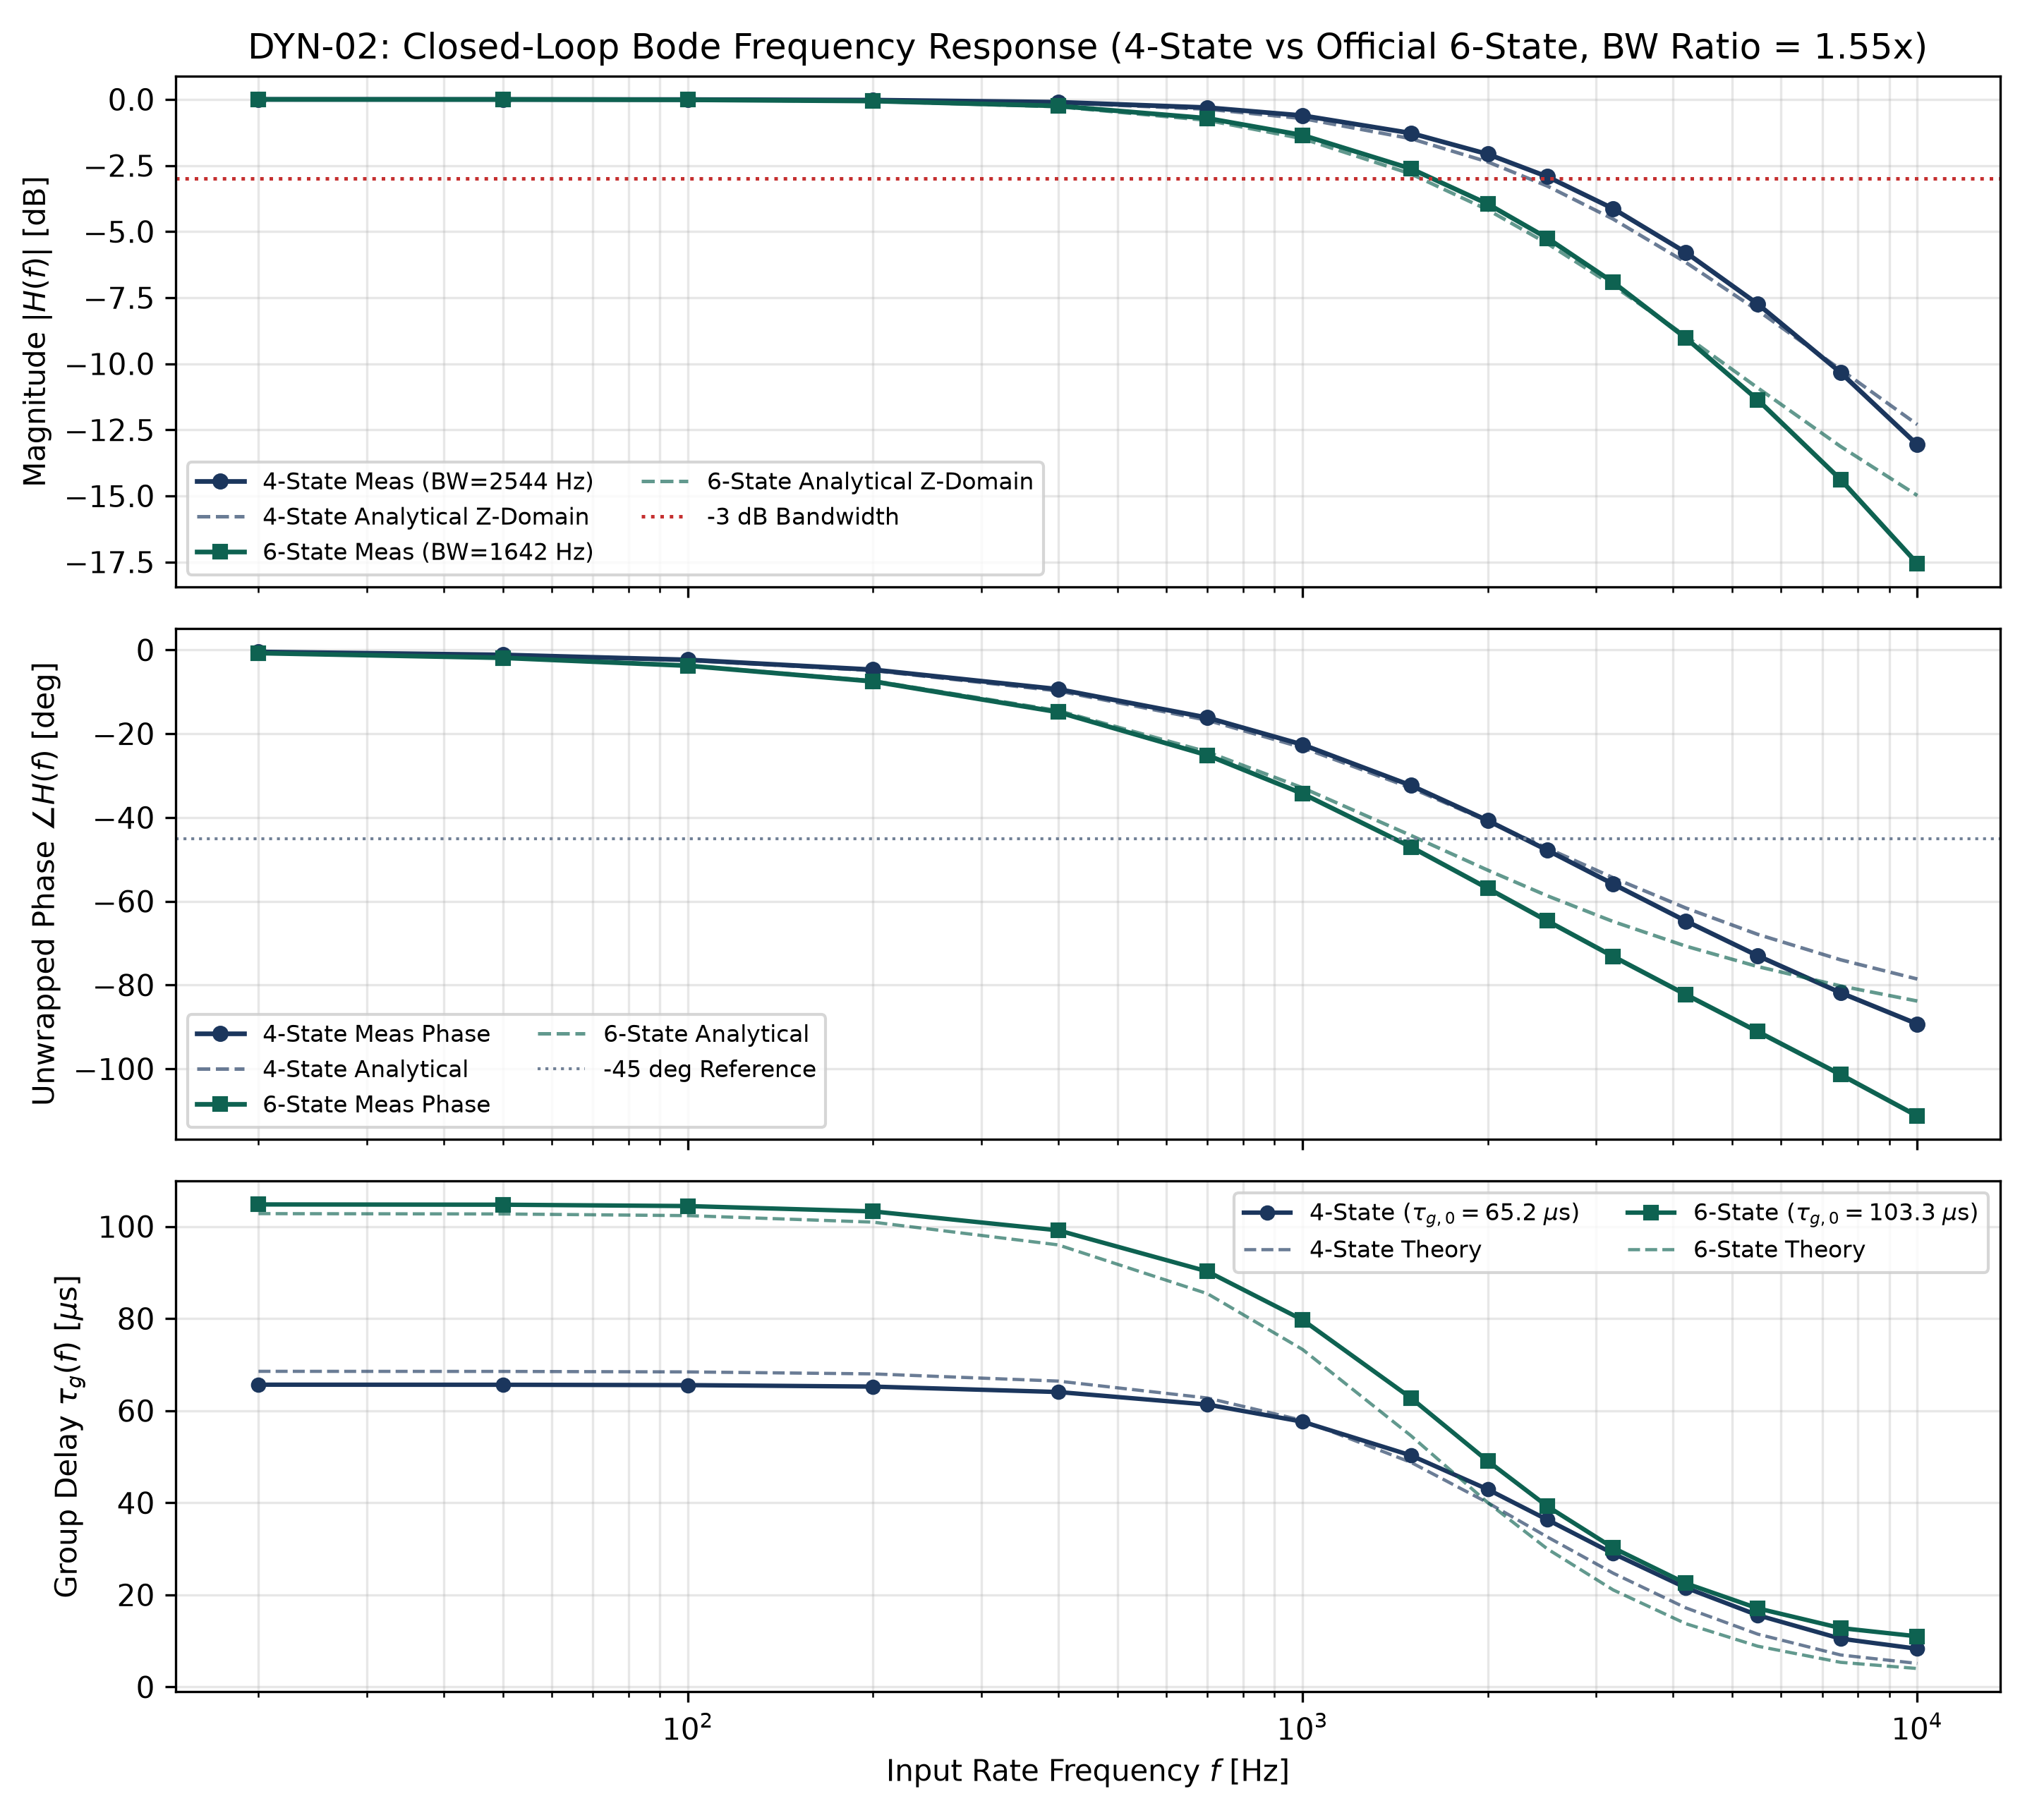 DYN-02: Closed-Loop Bode Frequency Response (4-State vs Official 6-State, BW Ratio = 1.55x)
Magnitude |H(f)| [dB]
0.0
−2.5
−5.0
−7.5
−10.0
−12.5
−15.0
−17.5
4-State Meas (BW=2544 Hz)
4-State Analytical Z-Domain
6-State Meas (BW=1642 Hz)
6-State Analytical Z-Domain
-3 dB Bandwidth
Unwrapped Phase ∠H(f) [deg]
0
−20
−40
−60
−80
−100
4-State Meas Phase
4-State Analytical
6-State Meas Phase
6-State Analytical
-45 deg Reference
Group Delay τg(f) [μs]
100
80
60
40
20
0
4-State (τg,0 = 65.2 μs)
4-State Theory
6-State (τg,0 = 103.3 μs)
6-State Theory
10²
10³
10⁴
Input Rate Frequency f [Hz]